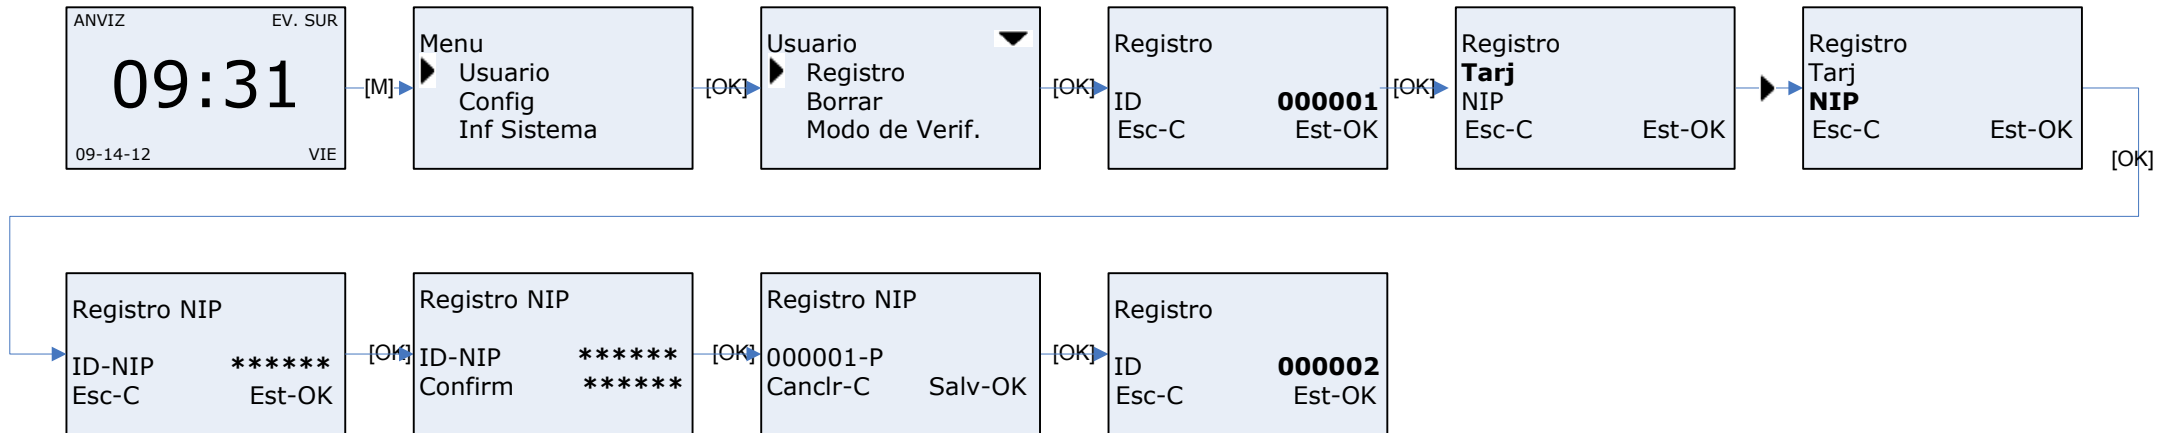 ANVIZ EV. SUR
09:31
09-14-12 VIE
[M]
Menu
Usuario
Config
Inf Sistema
[OK]
Usuario
Registro
Borrar
Modo de Verif.
[OK]
Registro
ID 000001
Esc-C Est-OK
[OK]
Registro
Tarj
NIP
Esc-C Est-OK
Registro
Tarj
NIP
Esc-C Est-OK
[OK]
Registro NIP
ID-NIP ******
Esc-C Est-OK
[OK]
Registro NIP
ID-NIP ******
Confirm ******
[OK]
Registro NIP
000001-P
Canclr-C Salv-OK
[OK]
Registro
ID 000002
Esc-C Est-OK